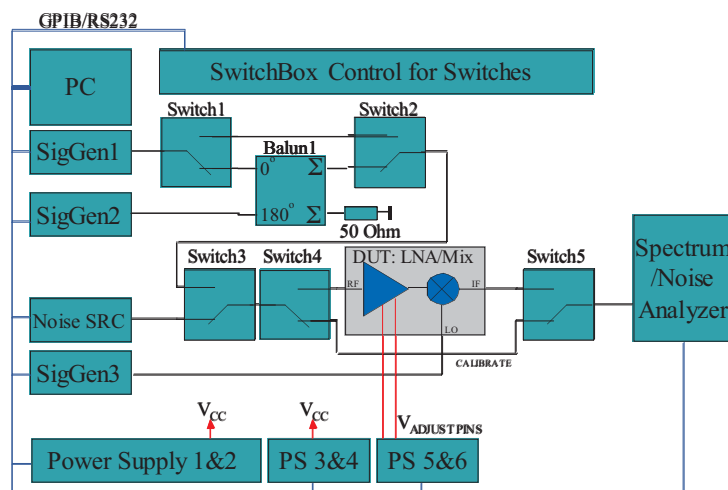 GPIB/RS232
SwitchBox Control for Switches
PC
Switch1
Switch2
SigGen1
Balun1
0° Σ
SigGen2
180° Σ
50 Ohm
Switch3
Switch4
DUT: LNA/Mix
Switch5
Spectrum
/Noise
Analyzer
RF
IF
Noise SRC
LO
SigGen3
CALIBRATE
VCC
VCC
VADJUST PINS
Power Supply 1&2
PS 3&4
PS 5&6